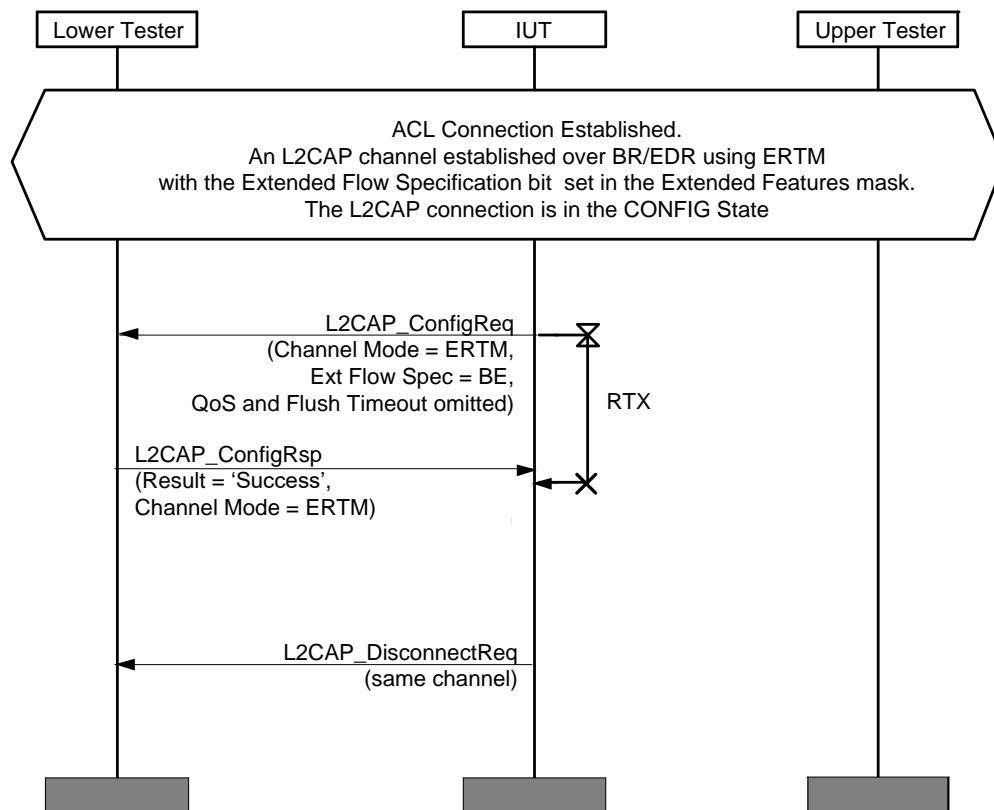 Lower Tester
IUT
Upper Tester
ACL Connection Established.
An L2CAP channel established over BR/EDR using ERTM
with the Extended Flow Specification bit set in the Extended Features mask.
The L2CAP connection is in the CONFIG State
L2CAP_ConfigReq
(Channel Mode = ERTM,
Ext Flow Spec = BE,
QoS and Flush Timeout omitted)
RTX
L2CAP_ConfigRsp
(Result = ‘Success’,
Channel Mode = ERTM)
L2CAP_DisconnectReq
(same channel)